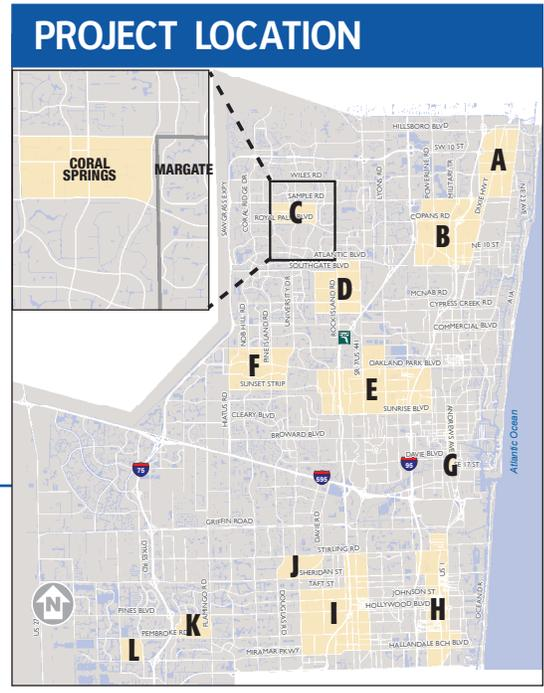 PROJECT LOCATION
CORAL
SPRINGS
MARGATE
HILLSBORO BLVD
SW 10 ST
A
WILES RD
SAMPLE RD
ROYAL PALM BLVD
C
LYONS RD
POWERLINE RD
MILITARY TR
DIXIE HWY
NE 23 AVE
SAWGRASS EXPY
CORAL RIDGE DR
COPANS RD
B
NE 10 ST
ATLANTIC BLVD
SOUTHGATE BLVD
D
UNIVERSITY DR
ROCK ISLAND RD
MCNAB RD
CYPRESS CREEK RD
A1A
NOB HILL RD
PINE ISLAND RD
COMMERCIAL BLVD
SR 7/US 441
F
OAKLAND PARK BLVD
SUNSET STRIP
E
HIATUS RD
CLEARY BLVD
SUNRISE BLVD
ANDREWS AVE
BROWARD BLVD
Atlantic Ocean
DAVIE BLVD
G
SE 17 ST
75
595
95
GRIFFIN ROAD
DAVIE RD
STIRLING RD
J
SHERIDAN ST
TAFT ST
DYKES RD
US 1
N
FLAMINGO RD
DOUGLAS RD
JOHNSON ST
HOLLYWOOD BLVD
H
I
OCEAN DR
PINES BLVD
US 27
PEMBROKE RD
K
L
MIRAMAR PKWY
HALLANDALE BCH BLVD